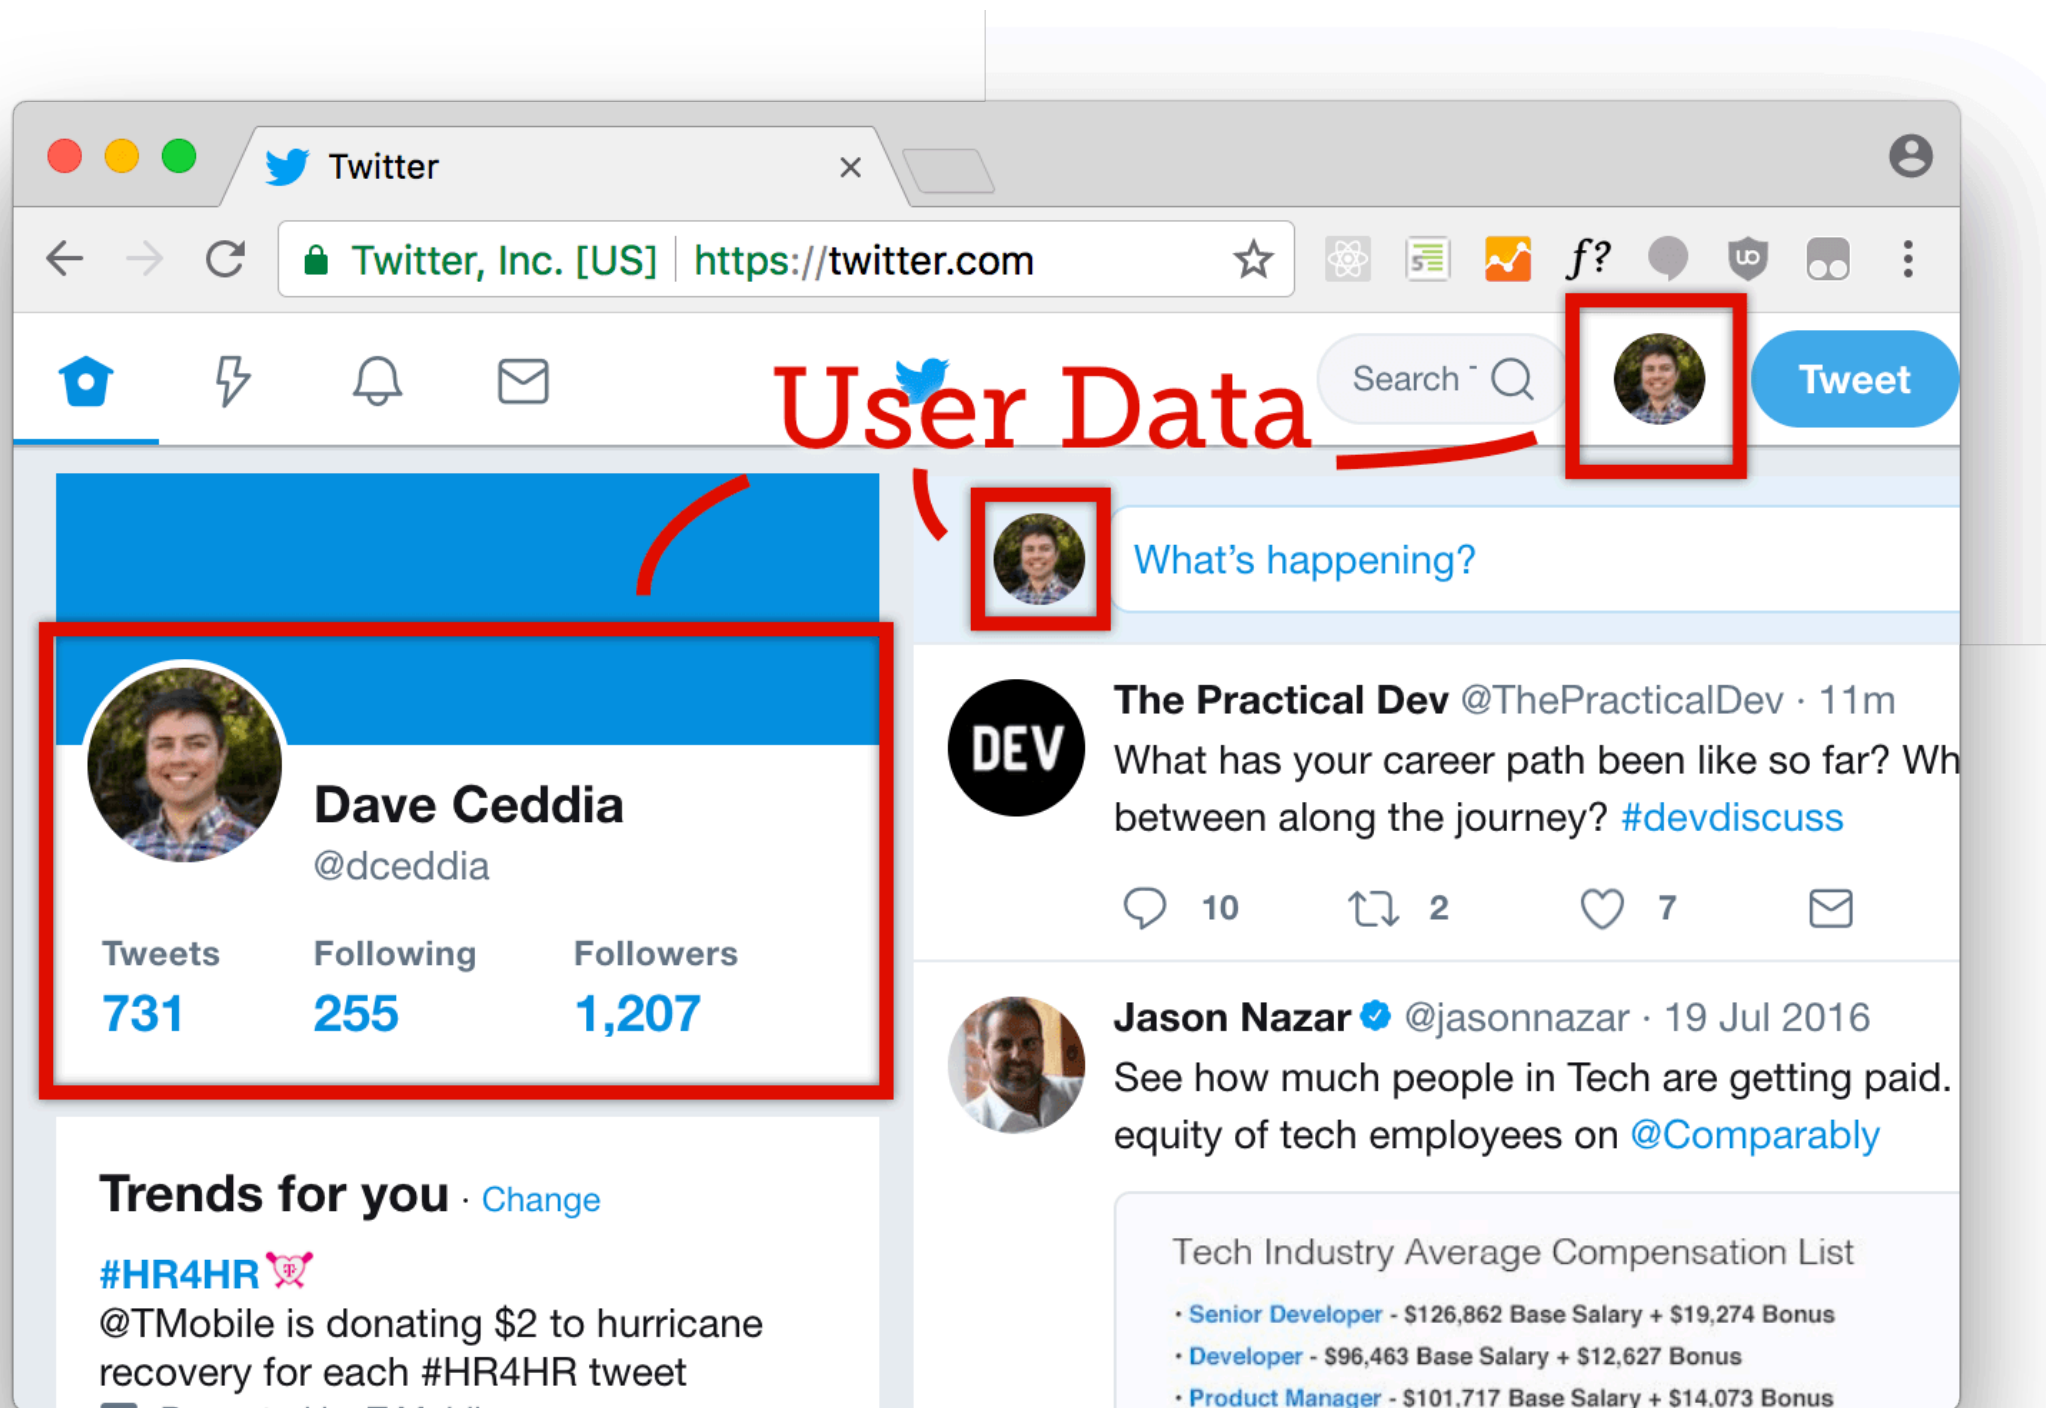 Twitter
Twitter, Inc. [US] https://twitter.com
f?
Search
Tweet
User Data
What's happening?
Dave Ceddia
@dceddia
Tweets Following Followers
731 255 1,207
Trends for you · Change
#HR4HR
@TMobile is donating $2 to hurricane
recovery for each #HR4HR tweet
DEV
The Practical Dev @ThePracticalDev · 11m
What has your career path been like so far? Wh
between along the journey? #devdiscuss
10 2 7
Jason Nazar @jasonnazar · 19 Jul 2016
See how much people in Tech are getting paid.
equity of tech employees on @Comparably
Tech Industry Average Compensation List
• Senior Developer - $126,862 Base Salary + $19,274 Bonus
• Developer - $96,463 Base Salary + $12,627 Bonus
• Product Manager - $101,717 Base Salary + $14,073 Bonus